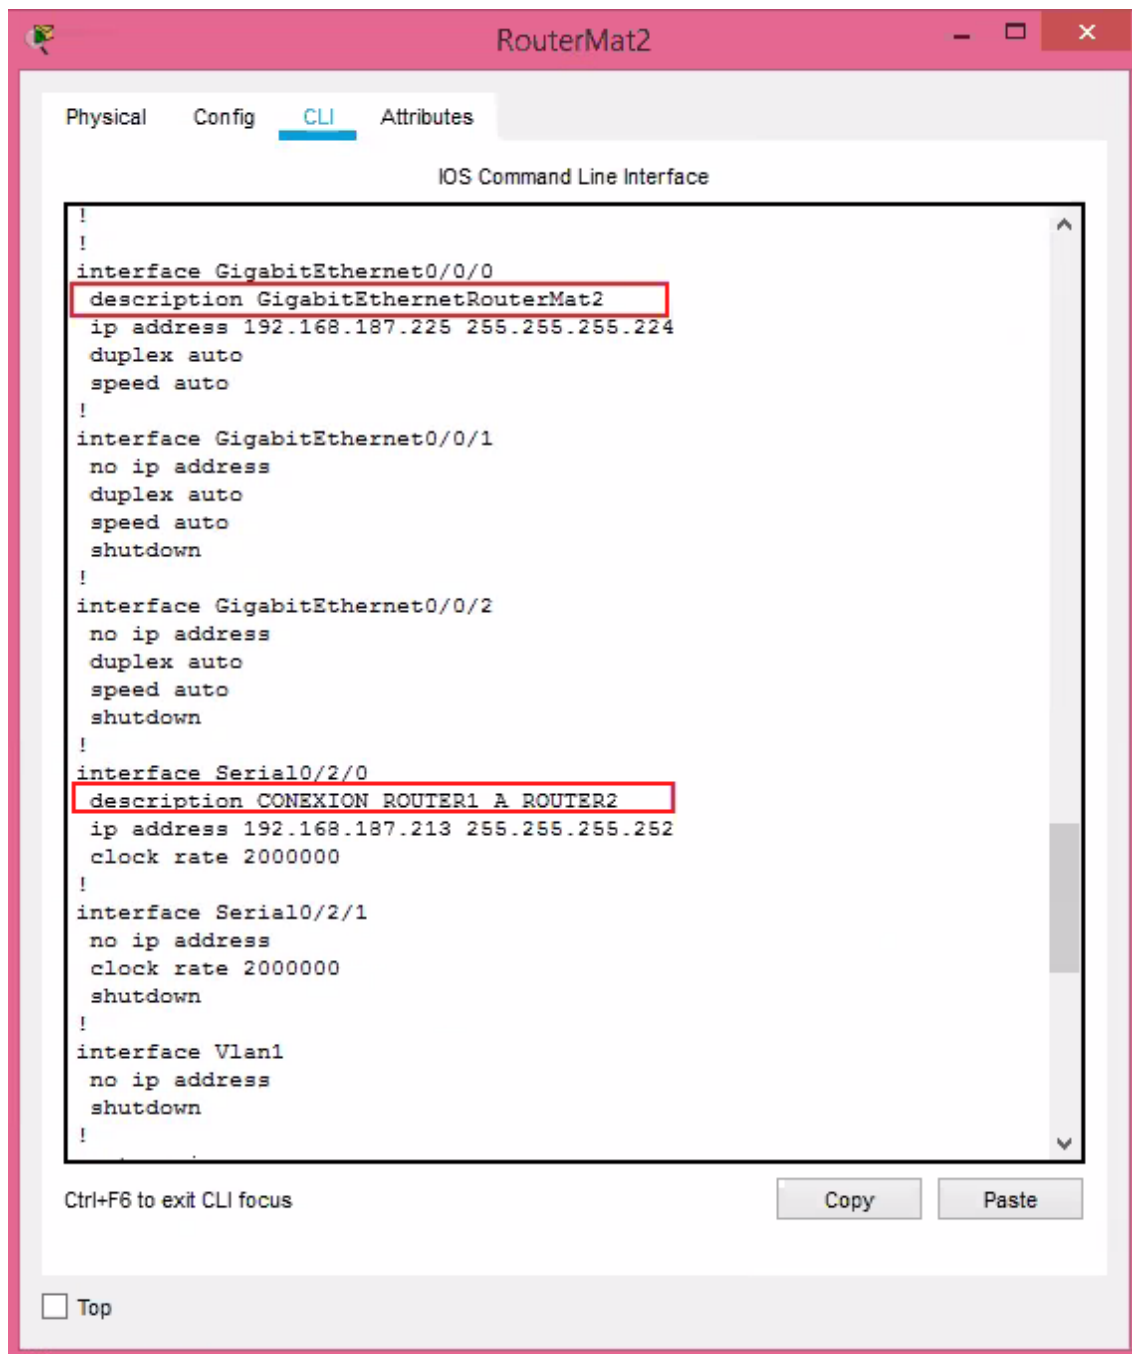 RouterMat2
Physical Config CLI Attributes
IOS Command Line Interface
!
!
interface GigabitEthernet0/0/0
description GigabitEthernetRouterMat2
ip address 192.168.187.225 255.255.255.224
duplex auto
speed auto
!
interface GigabitEthernet0/0/1
no ip address
duplex auto
speed auto
shutdown
!
interface GigabitEthernet0/0/2
no ip address
duplex auto
speed auto
shutdown
!
interface Serial0/2/0
description CONEXION ROUTER1 A ROUTER2
ip address 192.168.187.213 255.255.255.252
clock rate 2000000
!
interface Serial0/2/1
no ip address
clock rate 2000000
shutdown
!
interface Vlan1
no ip address
shutdown
!
Ctrl+F6 to exit CLI focus
Copy Paste
Top